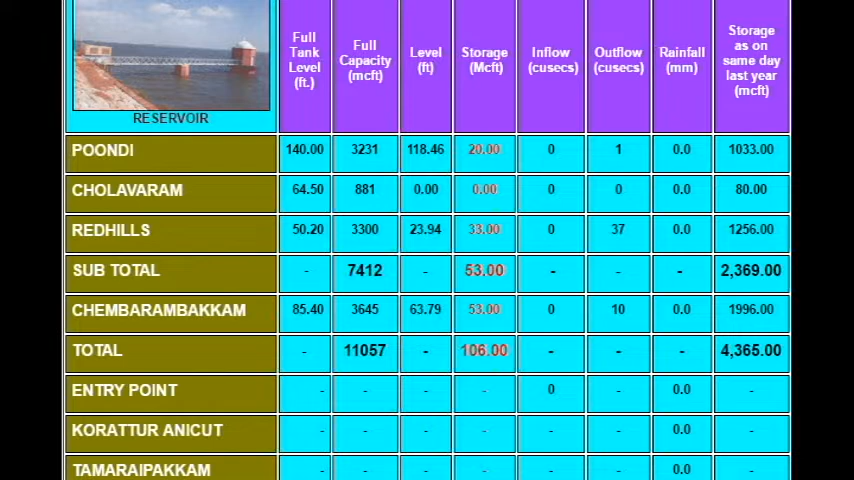 Full Tank Level (ft.) Full Capacity (mcft) Level (ft) Storage (Mcft) Inflow (cusecs) Outflow (cusecs) Rainfall (mm) Storage as on same day last year (mcft)
RESERVOIR
POONDI 140.00 3231 118.46 20.00 0 1 0.0 1033.00
CHOLAVARAM 64.50 881 0.00 0.00 0 0 0.0 80.00
REDHILLS 50.20 3300 23.94 33.00 0 37 0.0 1256.00
SUB TOTAL - 7412 - 53.00 - - - 2,369.00
CHEMBARAMBAKKAM 85.40 3645 63.79 53.00 0 10 0.0 1996.00
TOTAL - 11057 - 106.00 - - - 4,365.00
ENTRY POINT - - - - 0 - 0.0 -
KORATTUR ANICUT - - - - - - 0.0 -
TAMARAIPAKKAM - - - - - - 0.0 -